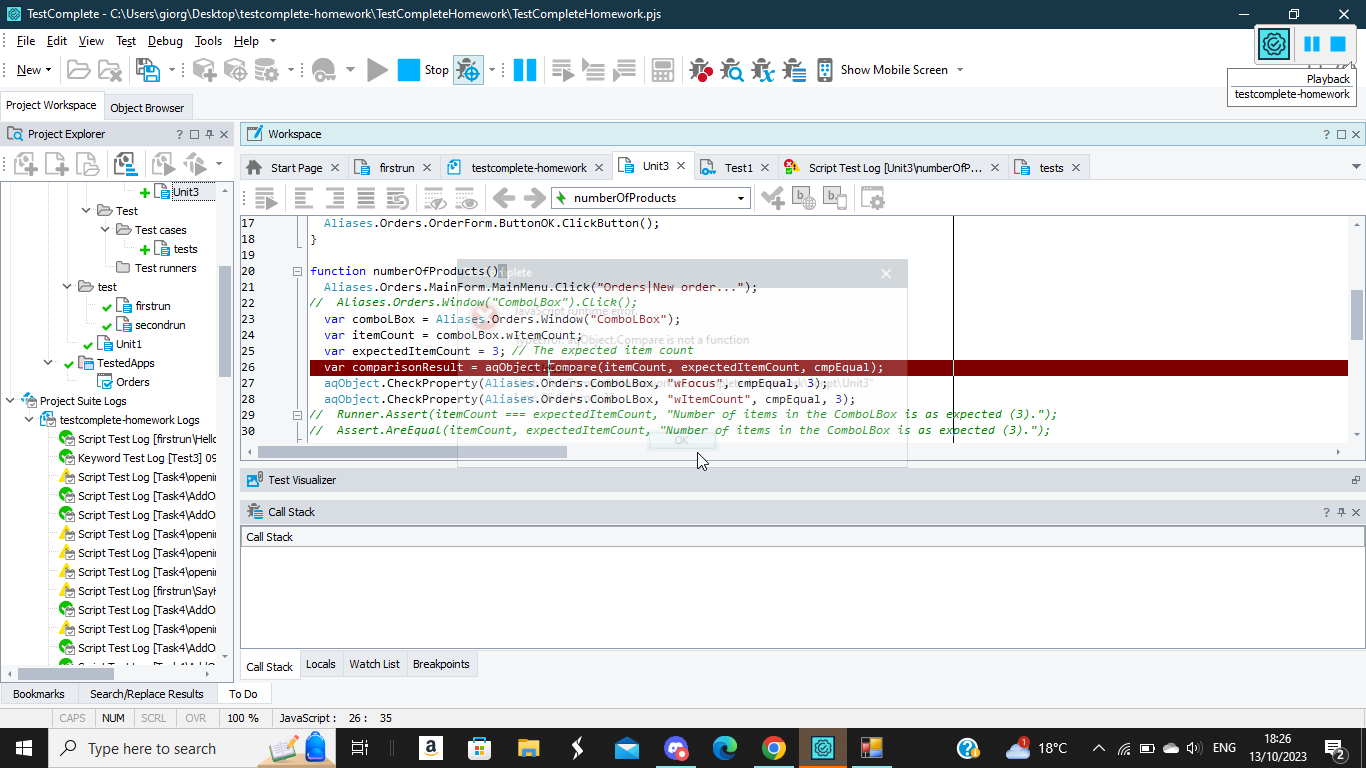 TestComplete - C:\Users\giorg\Desktop\testcomplete-homework\TestCompleteHomework\TestCompleteHomework.pjs
File Edit View Test Debug Tools Help
New Stop Show Mobile Screen
Playback
testcomplete-homework
Project Workspace Object Browser
Project Explorer ?
Workspace ?
Start Page firstrun testcomplete-homework Unit3 Test1 Script Test Log [Unit3\numberOfP... tests
numberOfProducts
Unit3
Test
Test cases
tests
Test runners
test
firstrun
secondrun
Unit1
TestedApps
Orders
Project Suite Logs
testcomplete-homework Logs
Script Test Log [firstrun\Hello
Keyword Test Log [Test3] 09
Script Test Log [Task4\openin
Script Test Log [Task4\AddO
Script Test Log [Task4\AddO
Script Test Log [Task4\openin
Script Test Log [Task4\openin
Script Test Log [Task4\openin
Script Test Log [firstrun\SayH
Script Test Log [Task4\AddO
Script Test Log [Task4\openin
Script Test Log [Task4\AddO
17 Aliases.Orders.OrderForm.ButtonOK.ClickButton();
18 }
19
20 function numberOfProducts(){
21 Aliases.Orders.MainForm.MainMenu.Click("Orders|New order...");
22 // Aliases.Orders.Window("ComboLBox").Click();
23 var comboLBox = Aliases.Orders.Window("ComboLBox");
24 var itemCount = comboLBox.wItemCount;
25 var expectedItemCount = 3; // The expected item count
26 var comparisonResult = aqObject.Compare(itemCount, expectedItemCount, cmpEqual);
27 aqObject.CheckProperty(Aliases.Orders.ComboLBox, "wFocus", cmpEqual, 3);
28 aqObject.CheckProperty(Aliases.Orders.ComboLBox, "wItemCount", cmpEqual, 3);
29 // Runner.Assert(itemCount === expectedItemCount, "Number of items in the ComboLBox is as expected (3).");
30 // Assert.AreEqual(itemCount, expectedItemCount, "Number of items in the ComboLBox is as expected (3).");
JavaScript runtime error.
TypeError: aqObject.Compare is not a function
OK
Test Visualizer
Call Stack ?
Call Stack
Call Stack Locals Watch List Breakpoints
Bookmarks Search/Replace Results To Do
CAPS NUM SCRL OVR 100 % JavaScript : 26 : 35
Type here to search
18°C ENG
18:26
13/10/2023
2